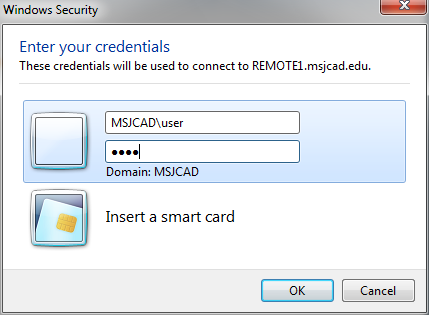 Windows Security
Enter your credentials
These credentials will be used to connect to REMOTE1.msjcad.edu.
MSJCAD\user
●●●●
Domain: MSJCAD
Insert a smart card
OK
Cancel